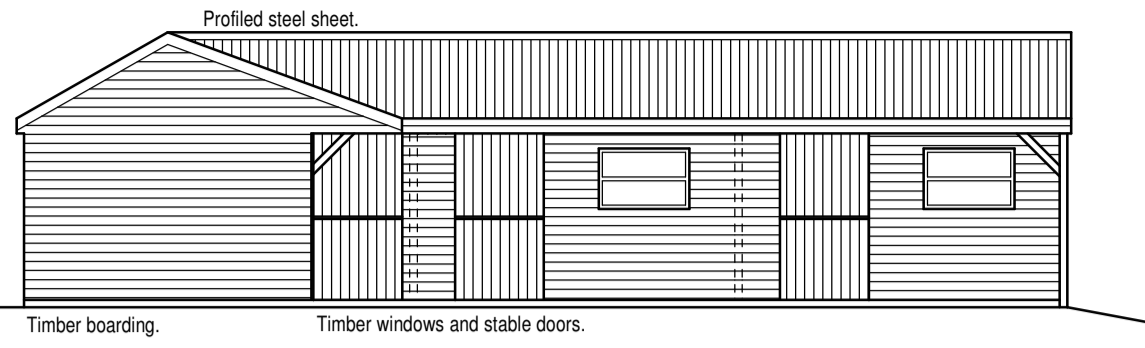 Profiled steel sheet.
Timber boarding.
Timber windows and stable doors.